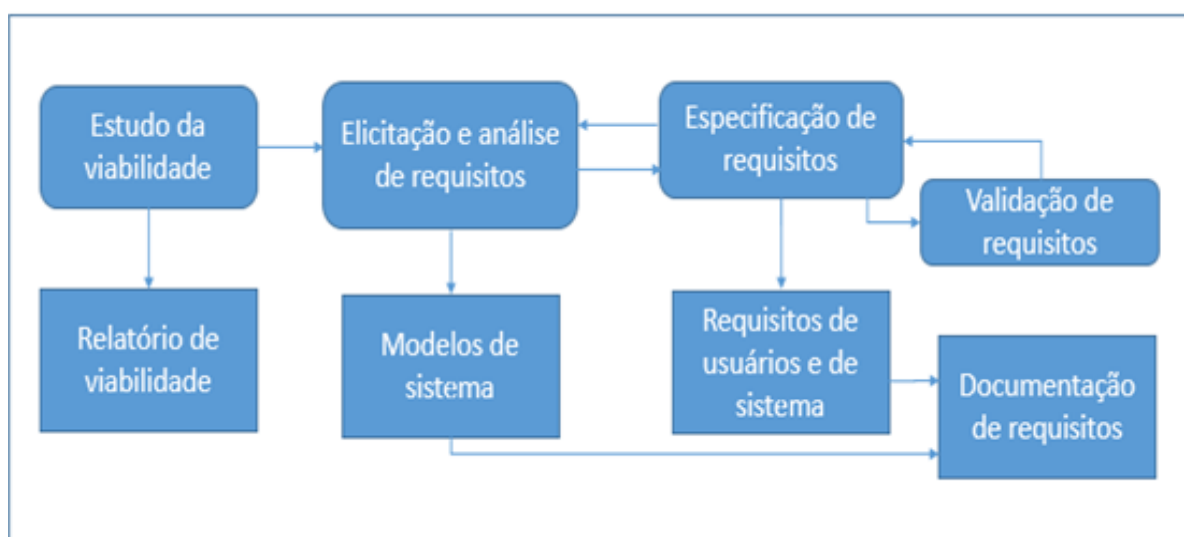 Estudo da
viabilidade
Elicitação e análise
de requisitos
Especificação de
requisitos
Validação de
requisitos
Relatório de
viabilidade
Modelos de
sistema
Requisitos de
usuários e de
sistema
Documentação
de requisitos